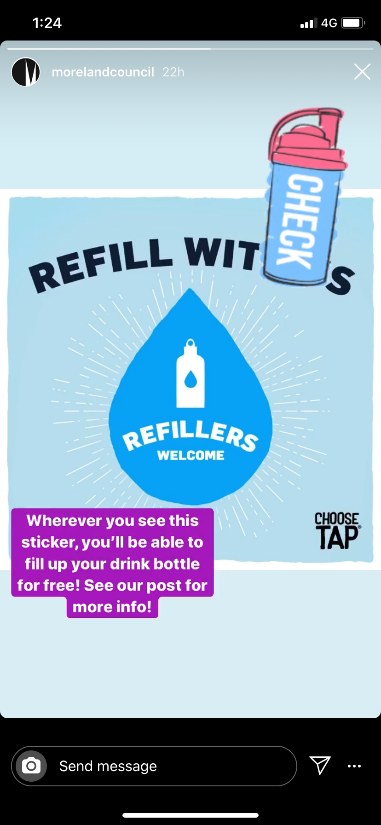 1:24
4G
morelandcouncil 22h
CHECK
REFILL WIT S
REFILLERS
WELCOME
CHOOSE
TAP
Wherever you see this
sticker, you'll be able to
fill up your drink bottle
for free! See our post for
more info!
Send message